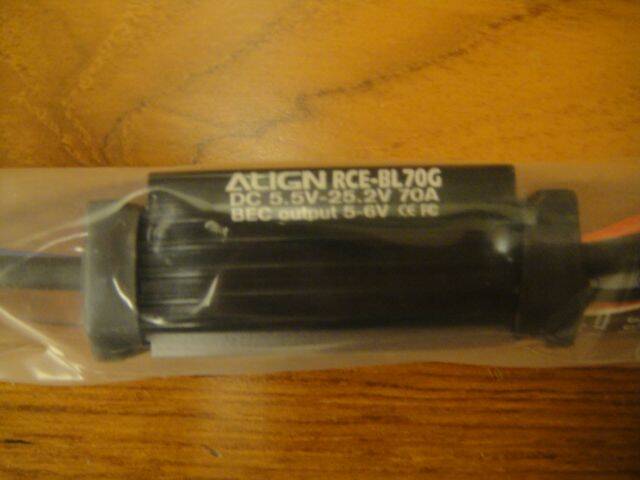 ALIGN RCE-BL70G
DC 5.5V-25.2V 70A
BEC output 5-6V CE FC